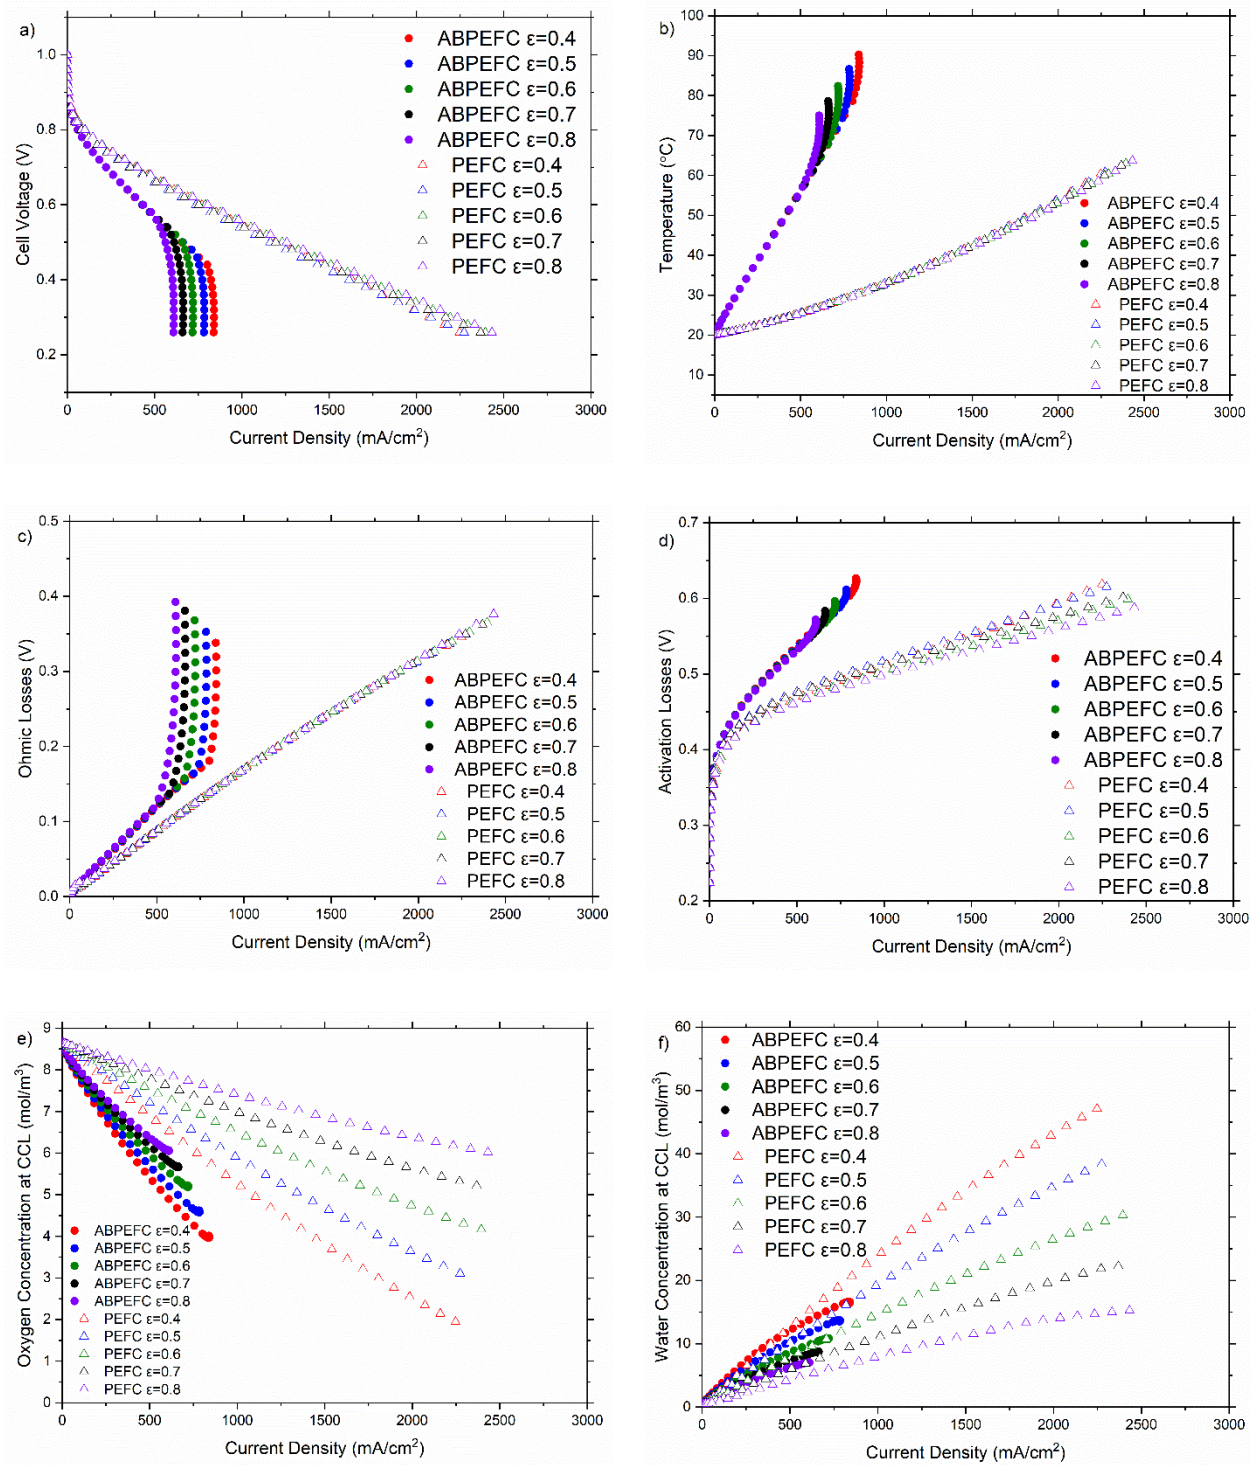 a)
1.0
0.8
0.6
0.4
0.2
Cell Voltage (V)
ABPEFC ε=0.4
ABPEFC ε=0.5
ABPEFC ε=0.6
ABPEFC ε=0.7
ABPEFC ε=0.8
PEFC ε=0.4
PEFC ε=0.5
PEFC ε=0.6
PEFC ε=0.7
PEFC ε=0.8
0 500 1000 1500 2000 2500 3000
Current Density (mA/cm²)
b)
100
90
80
70
60
50
40
30
20
10
Temperature (°C)
ABPEFC ε=0.4
ABPEFC ε=0.5
ABPEFC ε=0.6
ABPEFC ε=0.7
ABPEFC ε=0.8
PEFC ε=0.4
PEFC ε=0.5
PEFC ε=0.6
PEFC ε=0.7
PEFC ε=0.8
0 500 1000 1500 2000 2500 3000
Current Density (mA/cm²)
c)
0.5
0.4
0.3
0.2
0.1
0.0
Ohmic Losses (V)
ABPEFC ε=0.4
ABPEFC ε=0.5
ABPEFC ε=0.6
ABPEFC ε=0.7
ABPEFC ε=0.8
PEFC ε=0.4
PEFC ε=0.5
PEFC ε=0.6
PEFC ε=0.7
PEFC ε=0.8
0 500 1000 1500 2000 2500 3000
Current Density (mA/cm²)
d)
0.7
0.6
0.5
0.4
0.3
0.2
Activation Losses (V)
ABPEFC ε=0.4
ABPEFC ε=0.5
ABPEFC ε=0.6
ABPEFC ε=0.7
ABPEFC ε=0.8
PEFC ε=0.4
PEFC ε=0.5
PEFC ε=0.6
PEFC ε=0.7
PEFC ε=0.8
0 500 1000 1500 2000 2500 3000
Current Density (mA/cm²)
e)
9
8
7
6
5
4
3
2
1
0
Oxygen Concentration at CCL (mol/m³)
ABPEFC ε=0.4
ABPEFC ε=0.5
ABPEFC ε=0.6
ABPEFC ε=0.7
ABPEFC ε=0.8
PEFC ε=0.4
PEFC ε=0.5
PEFC ε=0.6
PEFC ε=0.7
PEFC ε=0.8
0 500 1000 1500 2000 2500 3000
Current Density (mA/cm²)
f)
60
50
40
30
20
10
0
Water Concentration at CCL (mol/m³)
ABPEFC ε=0.4
ABPEFC ε=0.5
ABPEFC ε=0.6
ABPEFC ε=0.7
ABPEFC ε=0.8
PEFC ε=0.4
PEFC ε=0.5
PEFC ε=0.6
PEFC ε=0.7
PEFC ε=0.8
0 500 1000 1500 2000 2500 3000
Current Density (mA/cm²)